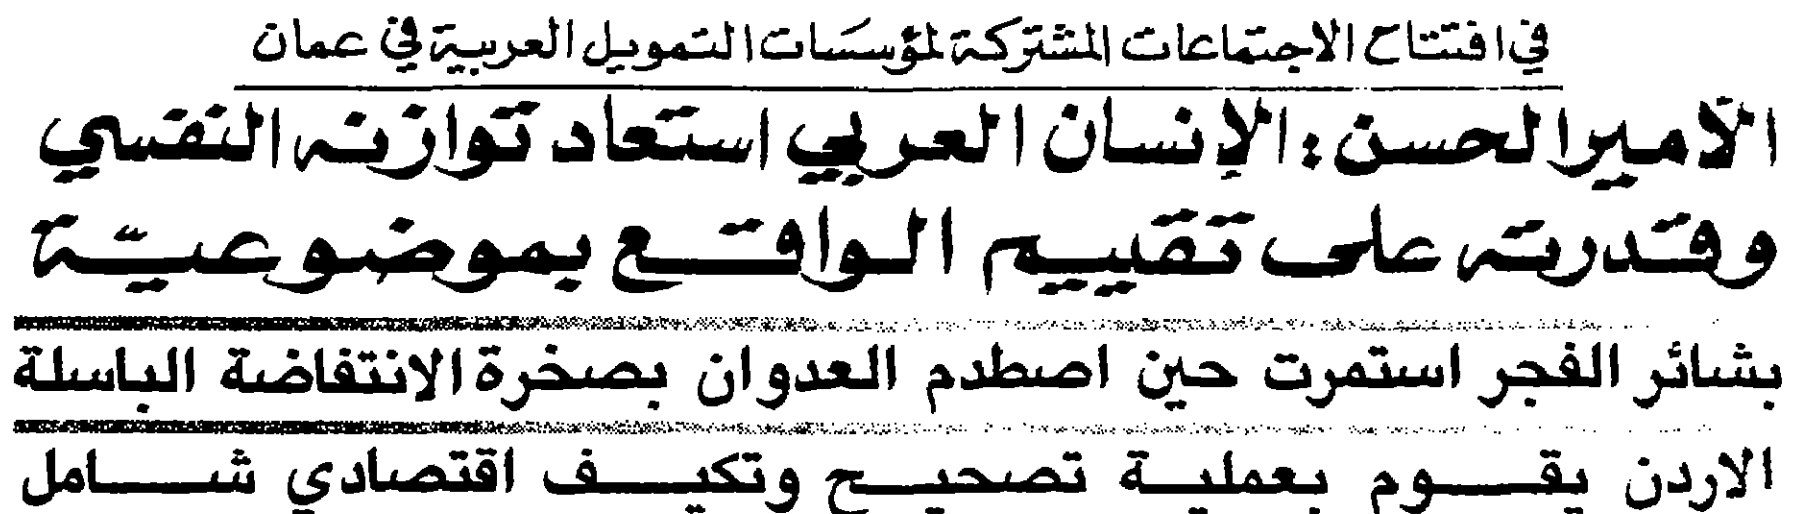 في افتتاح الاجتماعات المشتركة لمؤسسات التمويل العربية في عمان
الأمير الحسن : الإنسان العربي استعاد توازنه النفسي
وقدرته على تقييم الواقع بموضوعية
بشائر الفجر استمرت حين اصطدم العدوان بصخرة الانتفاضة الباسلة
الاردن يقوم بعملية تصحيح وتكيف اقتصادي شامل